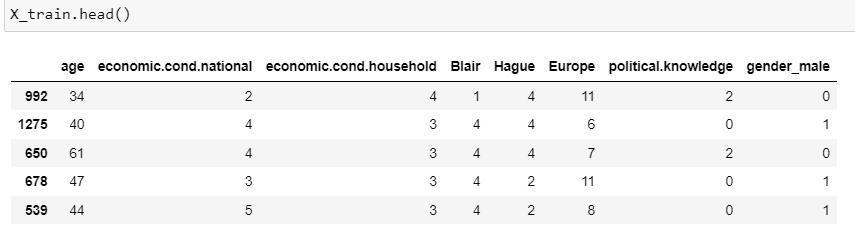 X_train.head()
age economic.cond.national economic.cond.household Blair Hague Europe political.knowledge gender_male
992 34 2 4 1 4 11 2 0
1275 40 4 3 4 4 6 0 1
650 61 4 3 4 4 7 2 0
678 47 3 3 4 2 11 0 1
539 44 5 3 4 2 8 0 1